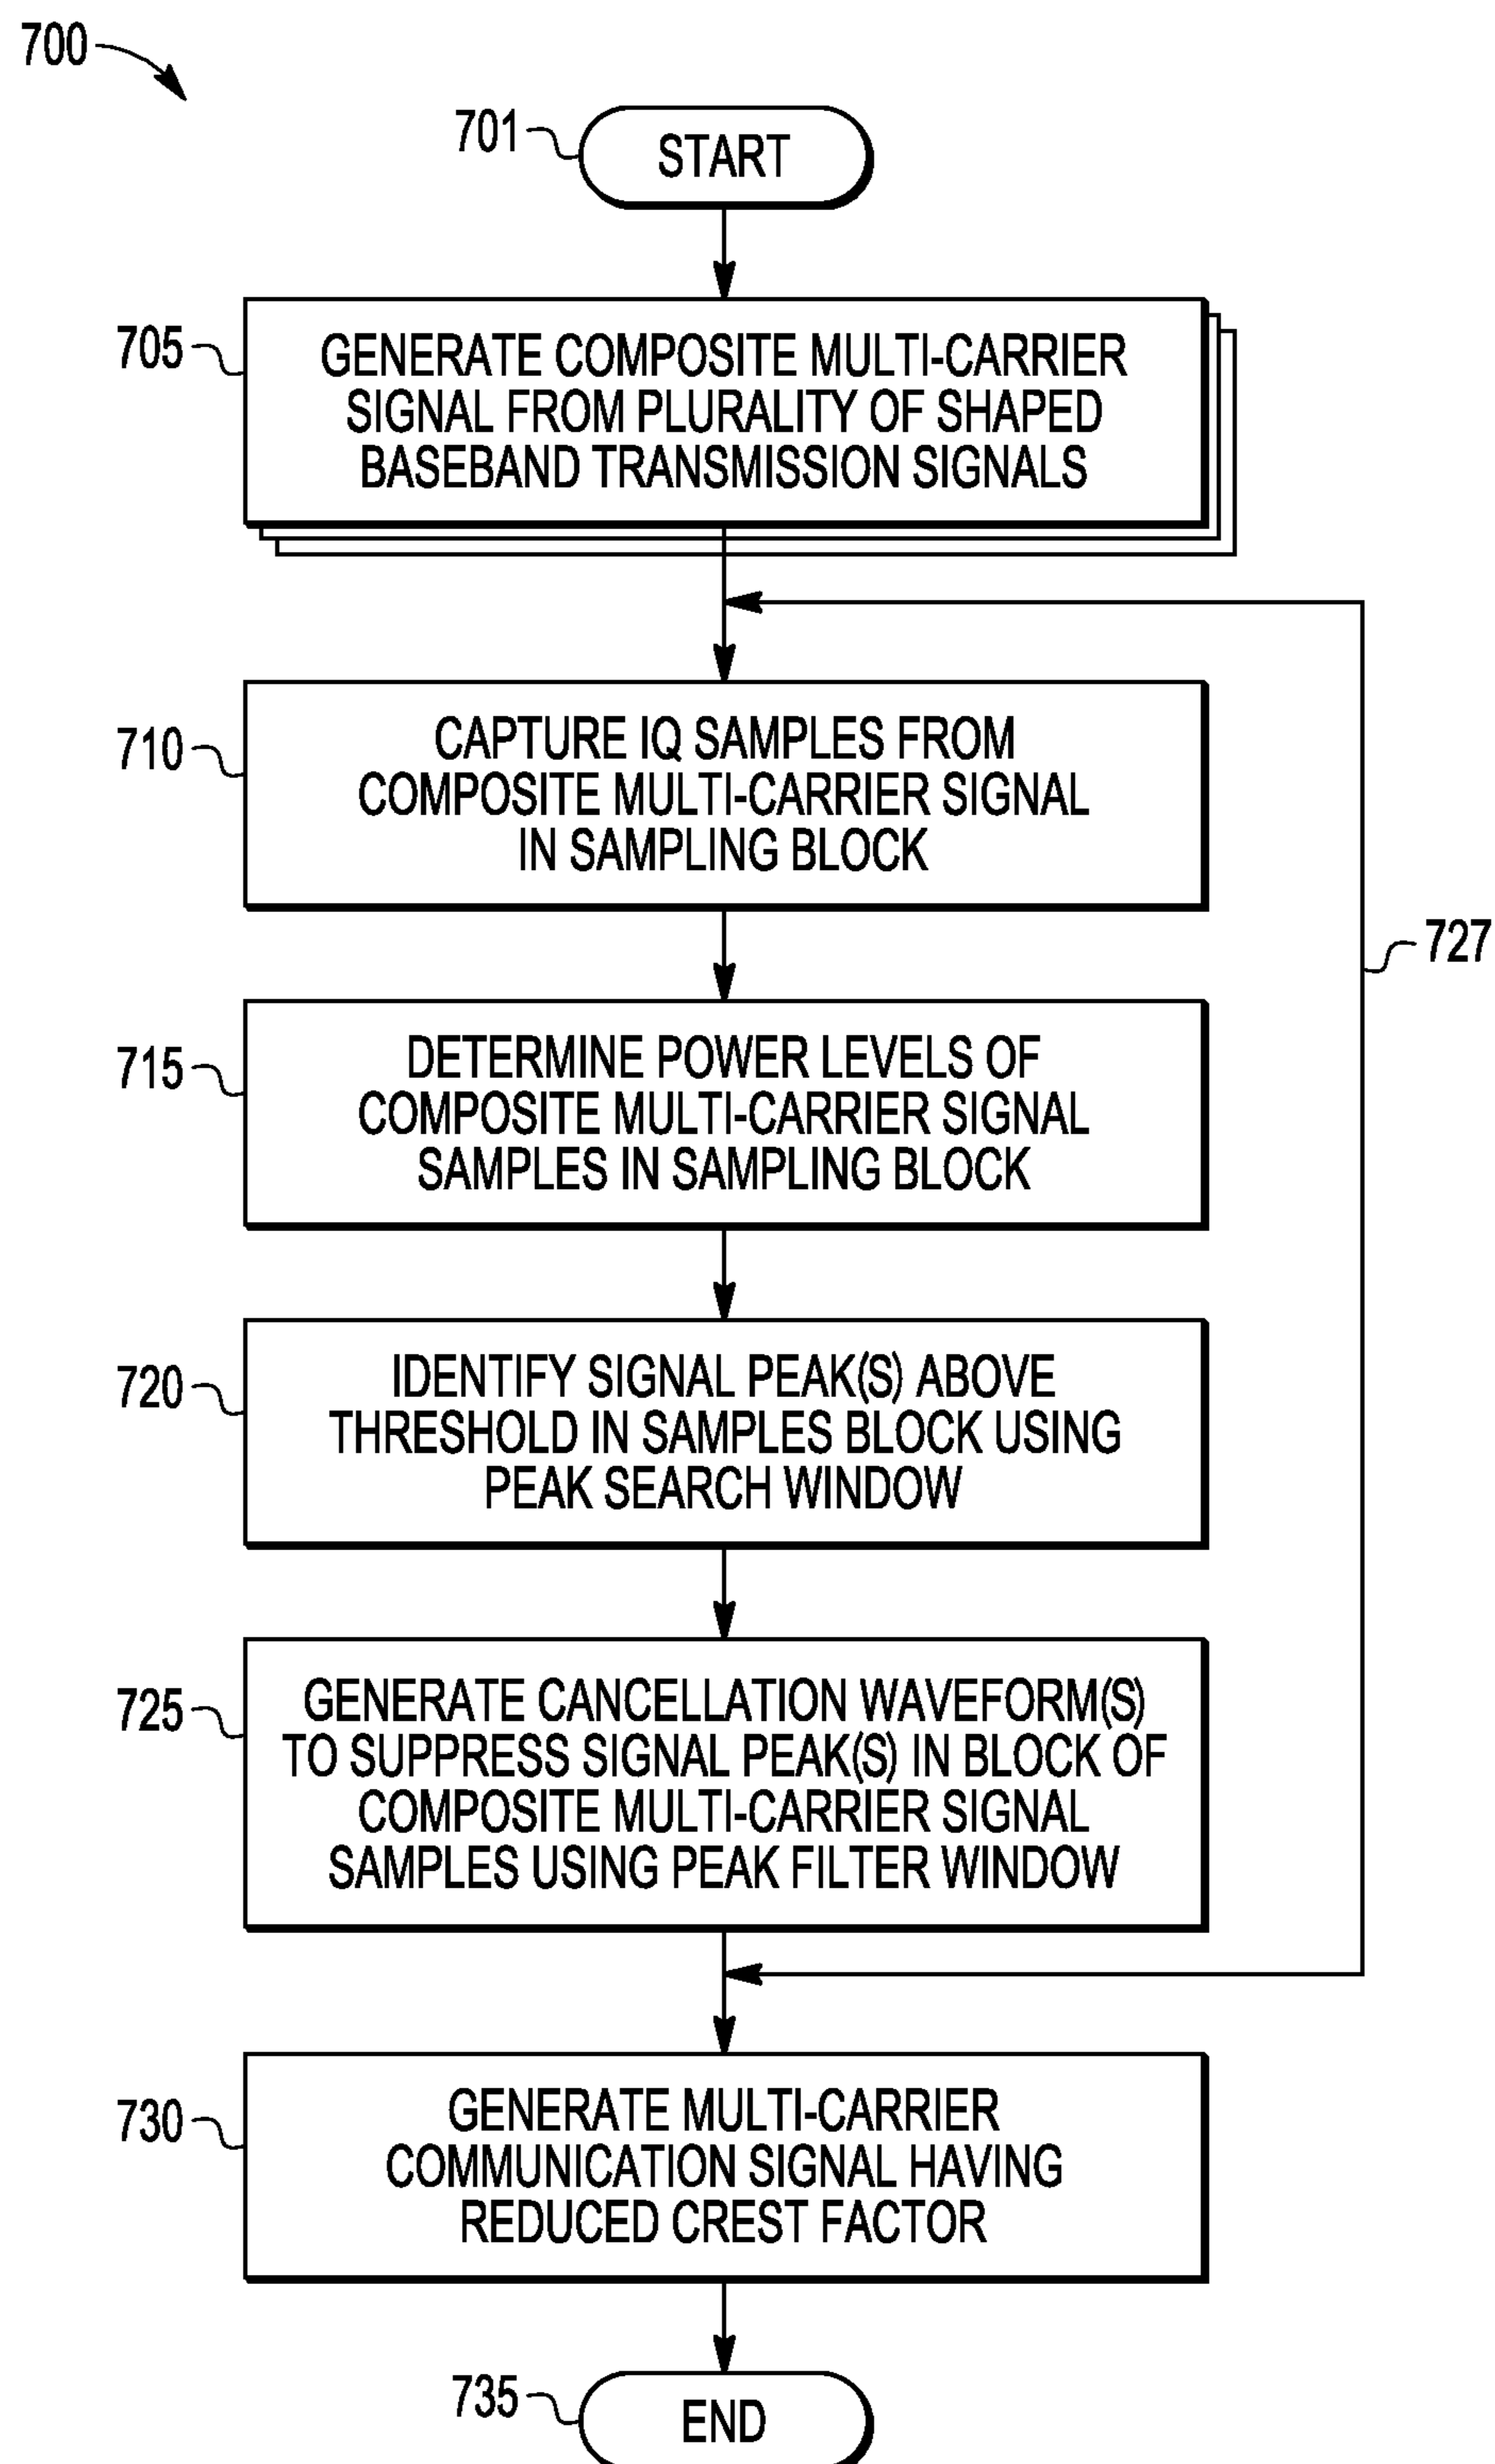 700
701
START
705
GENERATE COMPOSITE MULTI-CARRIER
SIGNAL FROM PLURALITY OF SHAPED
BASEBAND TRANSMISSION SIGNALS
710
CAPTURE IQ SAMPLES FROM
COMPOSITE MULTI-CARRIER SIGNAL
IN SAMPLING BLOCK
727
715
DETERMINE POWER LEVELS OF
COMPOSITE MULTI-CARRIER SIGNAL
SAMPLES IN SAMPLING BLOCK
720
IDENTIFY SIGNAL PEAK(S) ABOVE
THRESHOLD IN SAMPLES BLOCK USING
PEAK SEARCH WINDOW
725
GENERATE CANCELLATION WAVEFORM(S)
TO SUPPRESS SIGNAL PEAK(S) IN BLOCK OF
COMPOSITE MULTI-CARRIER SIGNAL
SAMPLES USING PEAK FILTER WINDOW
730
GENERATE MULTI-CARRIER
COMMUNICATION SIGNAL HAVING
REDUCED CREST FACTOR
735
END